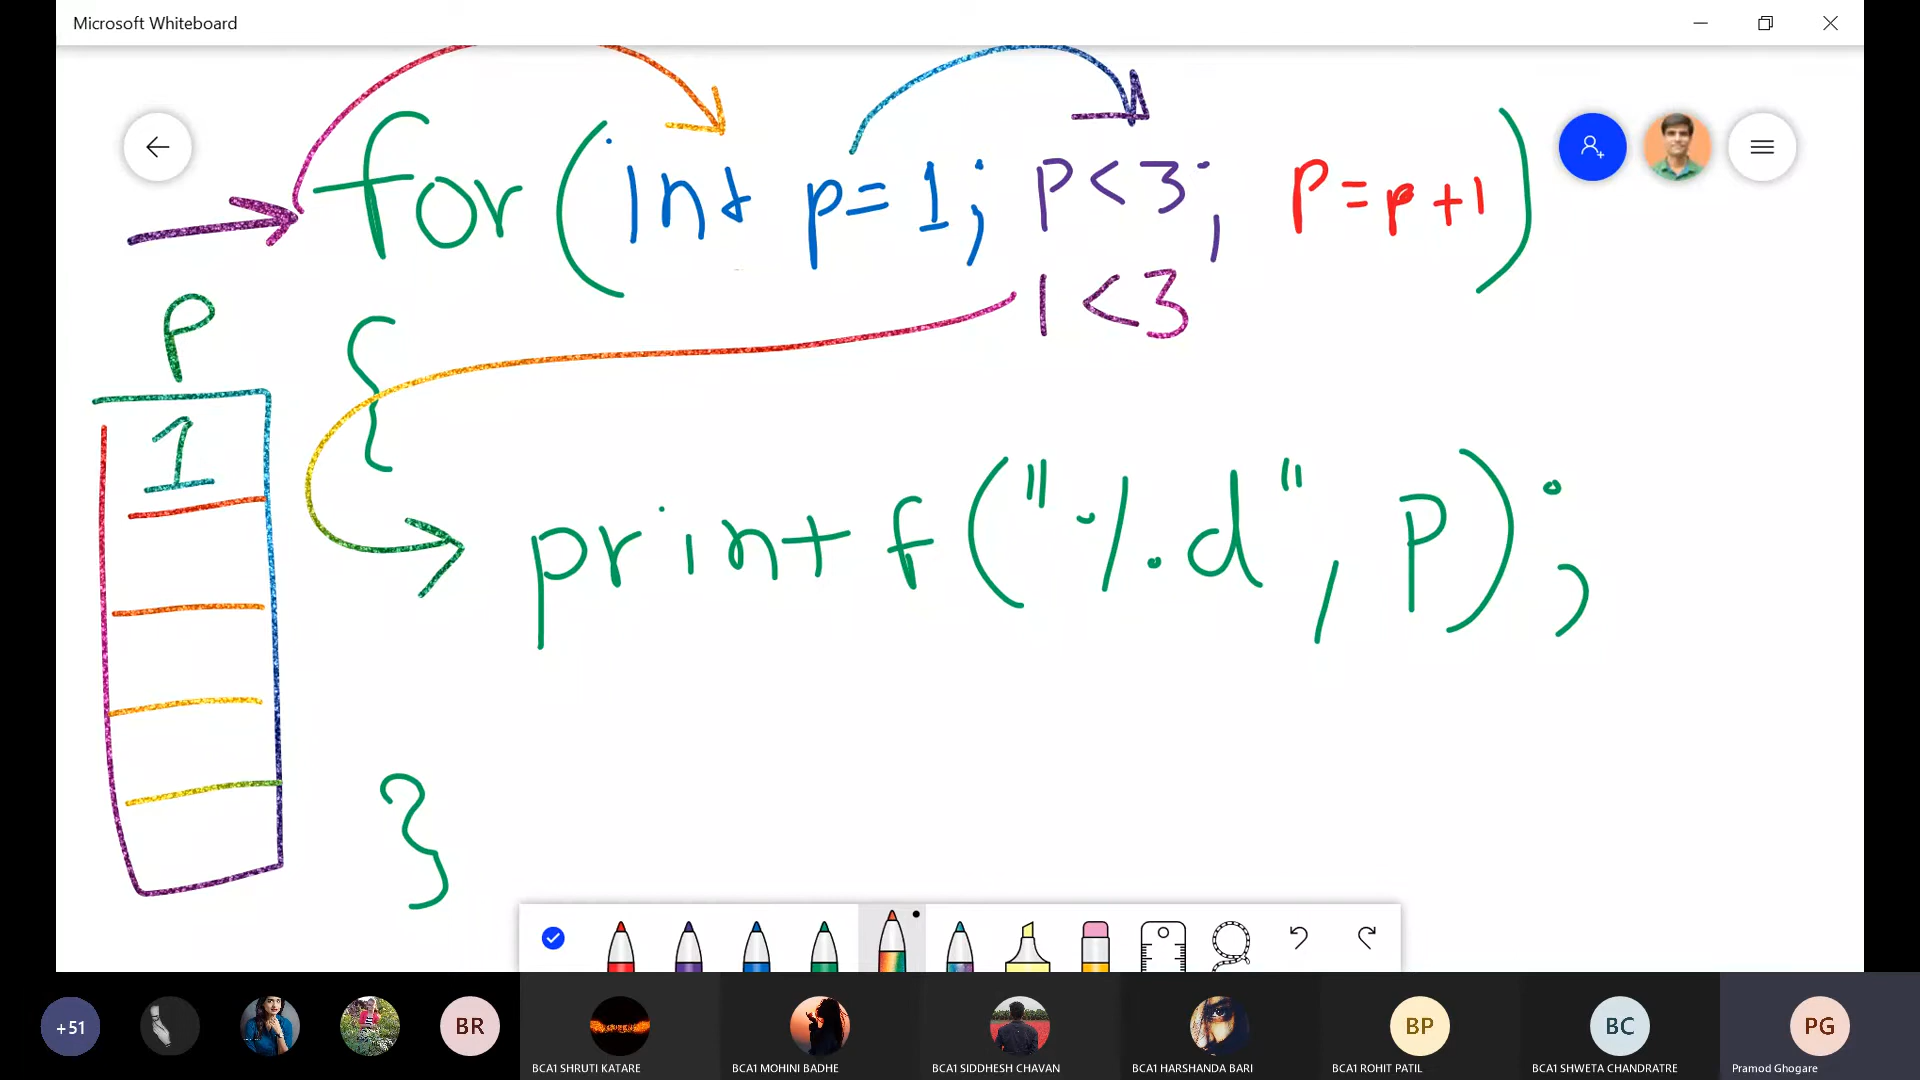 Microsoft Whiteboard
for(int p=1; P<3; P=p+1)
1<3
P
{
1
printf("%d", P);
}
+51
BR
BP
BC
PG
BCA1 SHRUTI KATARE
BCA1 MOHINI BADHE
BCA1 SIDDHESH CHAVAN
BCA1 HARSHANDA BARI
BCA1 ROHIT PATIL
BCA1 SHWETA CHANDRATRE
Pramod Ghogare